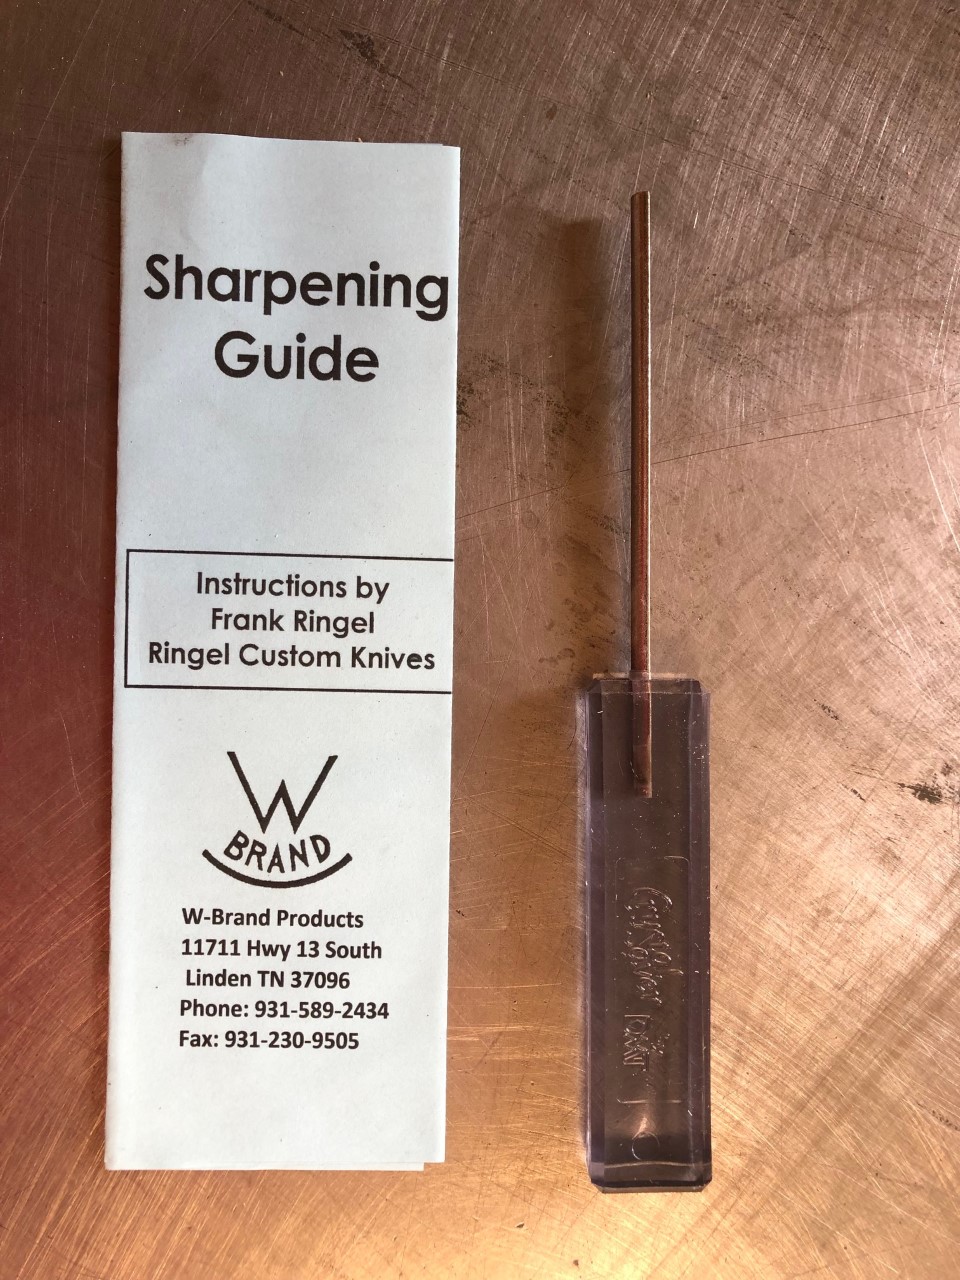 Sharpening
Guide
Instructions by
Frank Ringel
Ringel Custom Knives
W
BRAND
W-Brand Products
11711 Hwy 13 South
Linden TN 37096
Phone: 931-589-2434
Fax: 931-230-9505